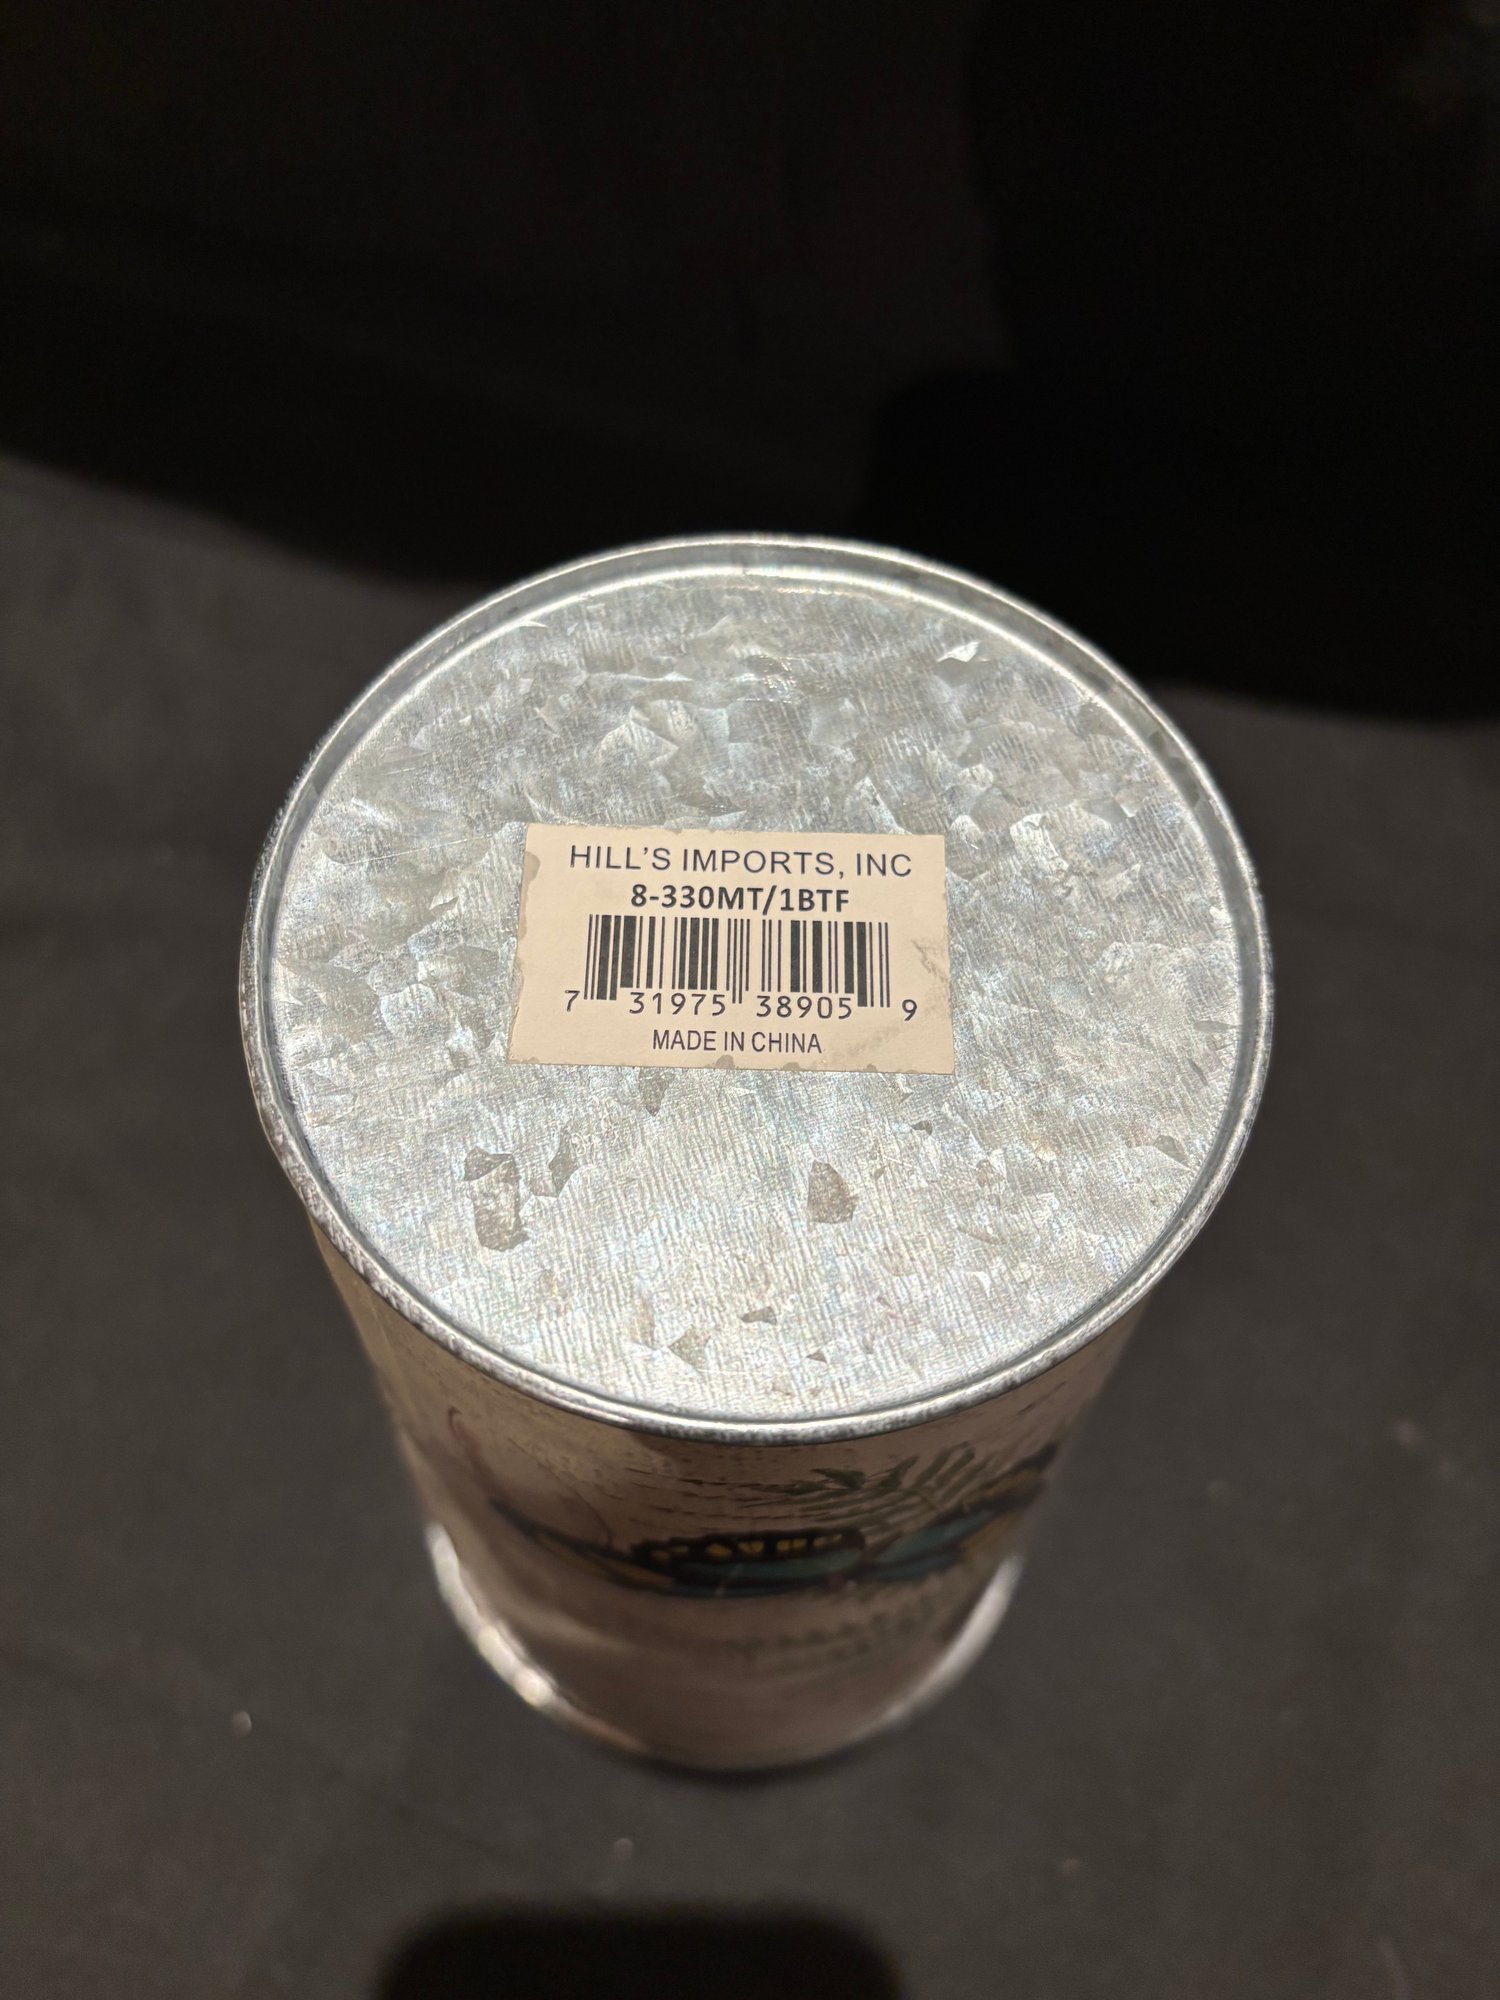 HILL'S IMPORTS, INC
8-330MT/1BTF
7 31975 38905 9
MADE IN CHINA